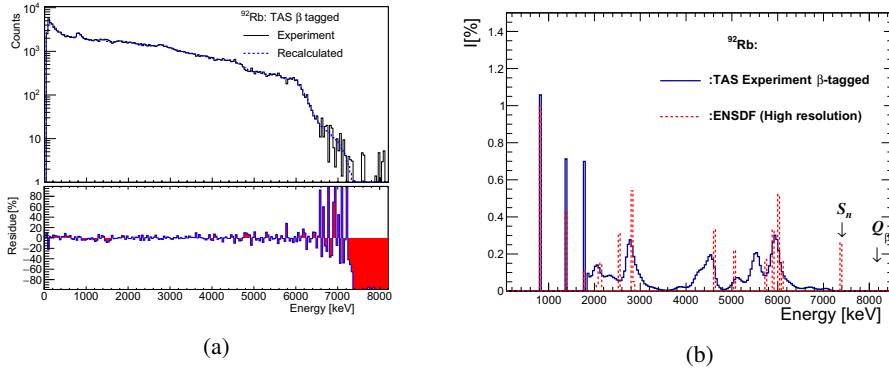 ⁹²Rb: TAS β tagged
Experiment
Recalculated
Counts
10⁴
10³
10²
10
1
Residue[%]
80
60
40
20
0
−20
−40
−60
−80
0 1000 2000 3000 4000 5000 6000 7000 8000
Energy [keV]
(a)
I[%]
⁹²Rb:
:TAS Experiment β-tagged
:ENSDF (High resolution)
1.4
1.2
1
0.8
0.6
0.4
0.2
0
Sₙ
↓
Q_β
↓
1000 2000 3000 4000 5000 6000 7000 8000
Energy [keV]
(b)